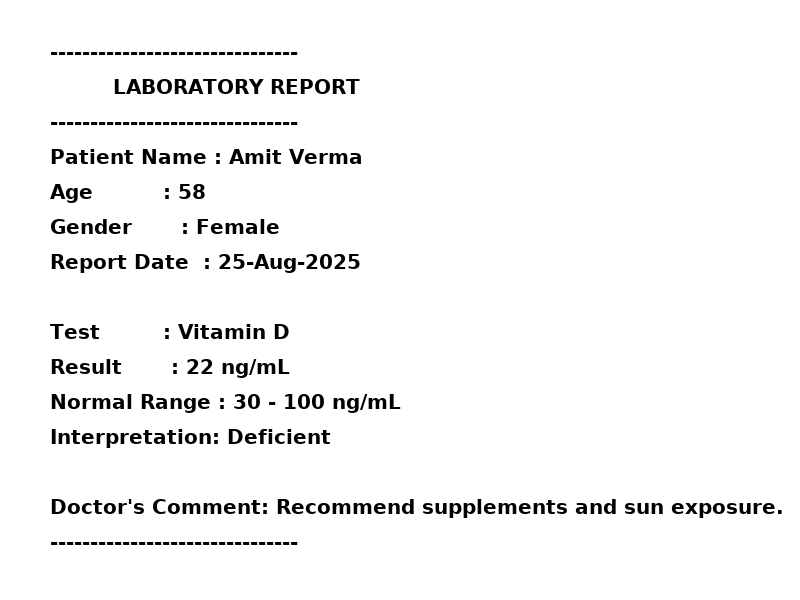 -------------------------------
LABORATORY REPORT
-------------------------------
Patient Name : Amit Verma
Age : 58
Gender : Female
Report Date : 25-Aug-2025
Test : Vitamin D
Result : 22 ng/mL
Normal Range : 30 - 100 ng/mL
Interpretation: Deficient
Doctor's Comment: Recommend supplements and sun exposure.
-------------------------------